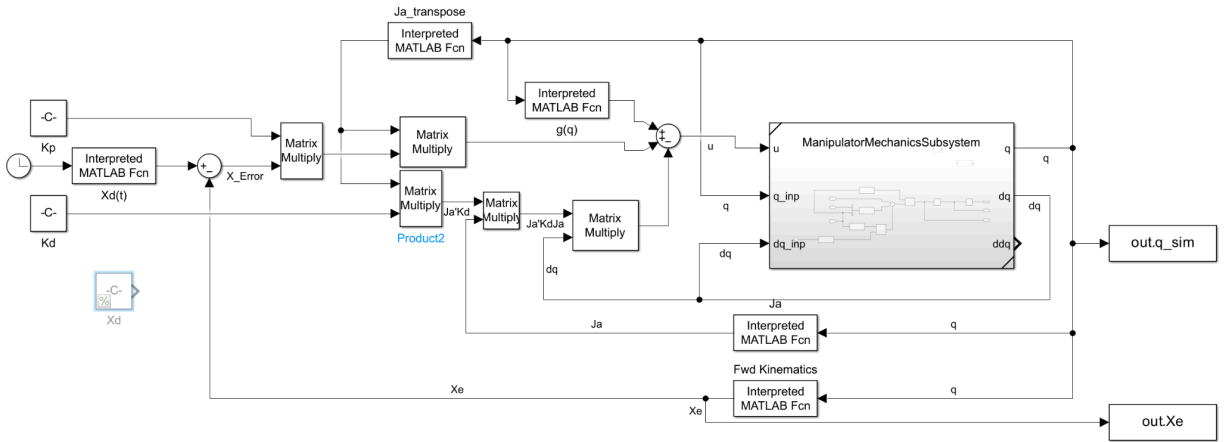 Ja_transpose
Interpreted
MATLAB Fcn
Interpreted
MATLAB Fcn
g(q)
-C-
Kp
Matrix
Multiply
Matrix
Multiply
Interpreted
MATLAB Fcn
Xd(t)
X_Error
-C-
Kd
Matrix
Multiply
Product2
Ja'Kd
Matrix
Multiply
Ja'KdJa
Matrix
Multiply
dq
u
q
dq
ManipulatorMechanicsSubsystem
u
q_inp
dq_inp
q
dq
ddq
q
dq
out.q_sim
-C-
%
Xd
Ja
Interpreted
MATLAB Fcn
Ja
q
Fwd Kinematics
Interpreted
MATLAB Fcn
Xe
Xe
q
out.Xe